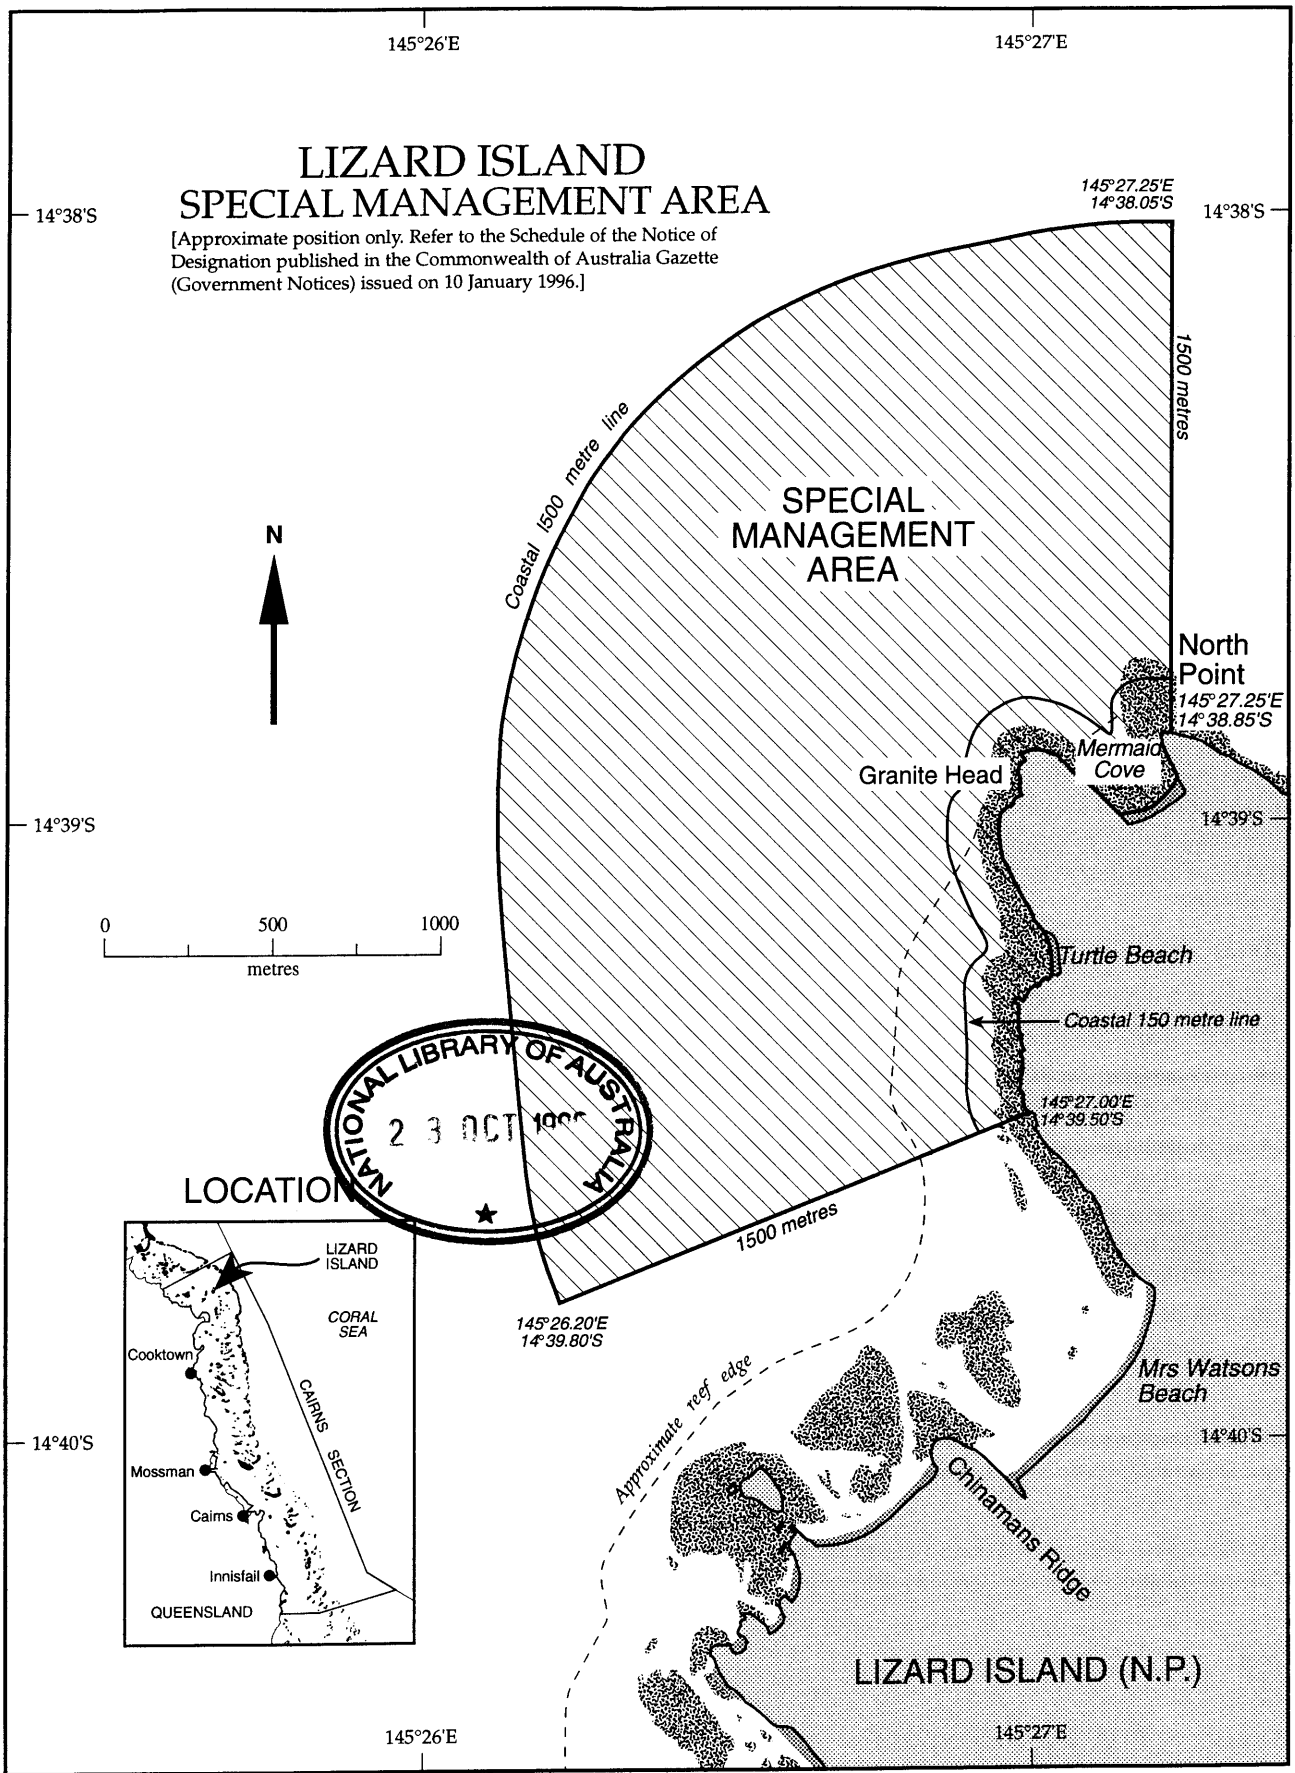 145°26'E
145°27'E
LIZARD ISLAND
SPECIAL MANAGEMENT AREA
[Approximate position only. Refer to the Schedule of the Notice of
Designation published in the Commonwealth of Australia Gazette
(Government Notices) issued on 10 January 1996.]
145°27.25'E
14°38.05'S
14°38'S
14°38'S
1500 metres
Coastal 1500 metre line
SPECIAL
MANAGEMENT
AREA
N
North
Point
145°27.25'E
14°38.85'S
Mermaid
Cove
Granite Head
14°39'S
14°39'S
0 500 1000
metres
Turtle Beach
Coastal 150 metre line
145°27.00'E
14°39.50'S
NATIONAL LIBRARY OF AUSTRALIA
2 3 OCT
LOCATION
1500 metres
LIZARD
ISLAND
CORAL
SEA
145°26.20'E
14°39.80'S
Cooktown
CAIRNS SECTION
Approximate reef edge
Mrs Watsons
Beach
14°40'S
14°40'S
Mossman
Cairns
Chinamans Ridge
Innisfail
QUEENSLAND
LIZARD ISLAND (N.P.)
145°26'E
145°27'E